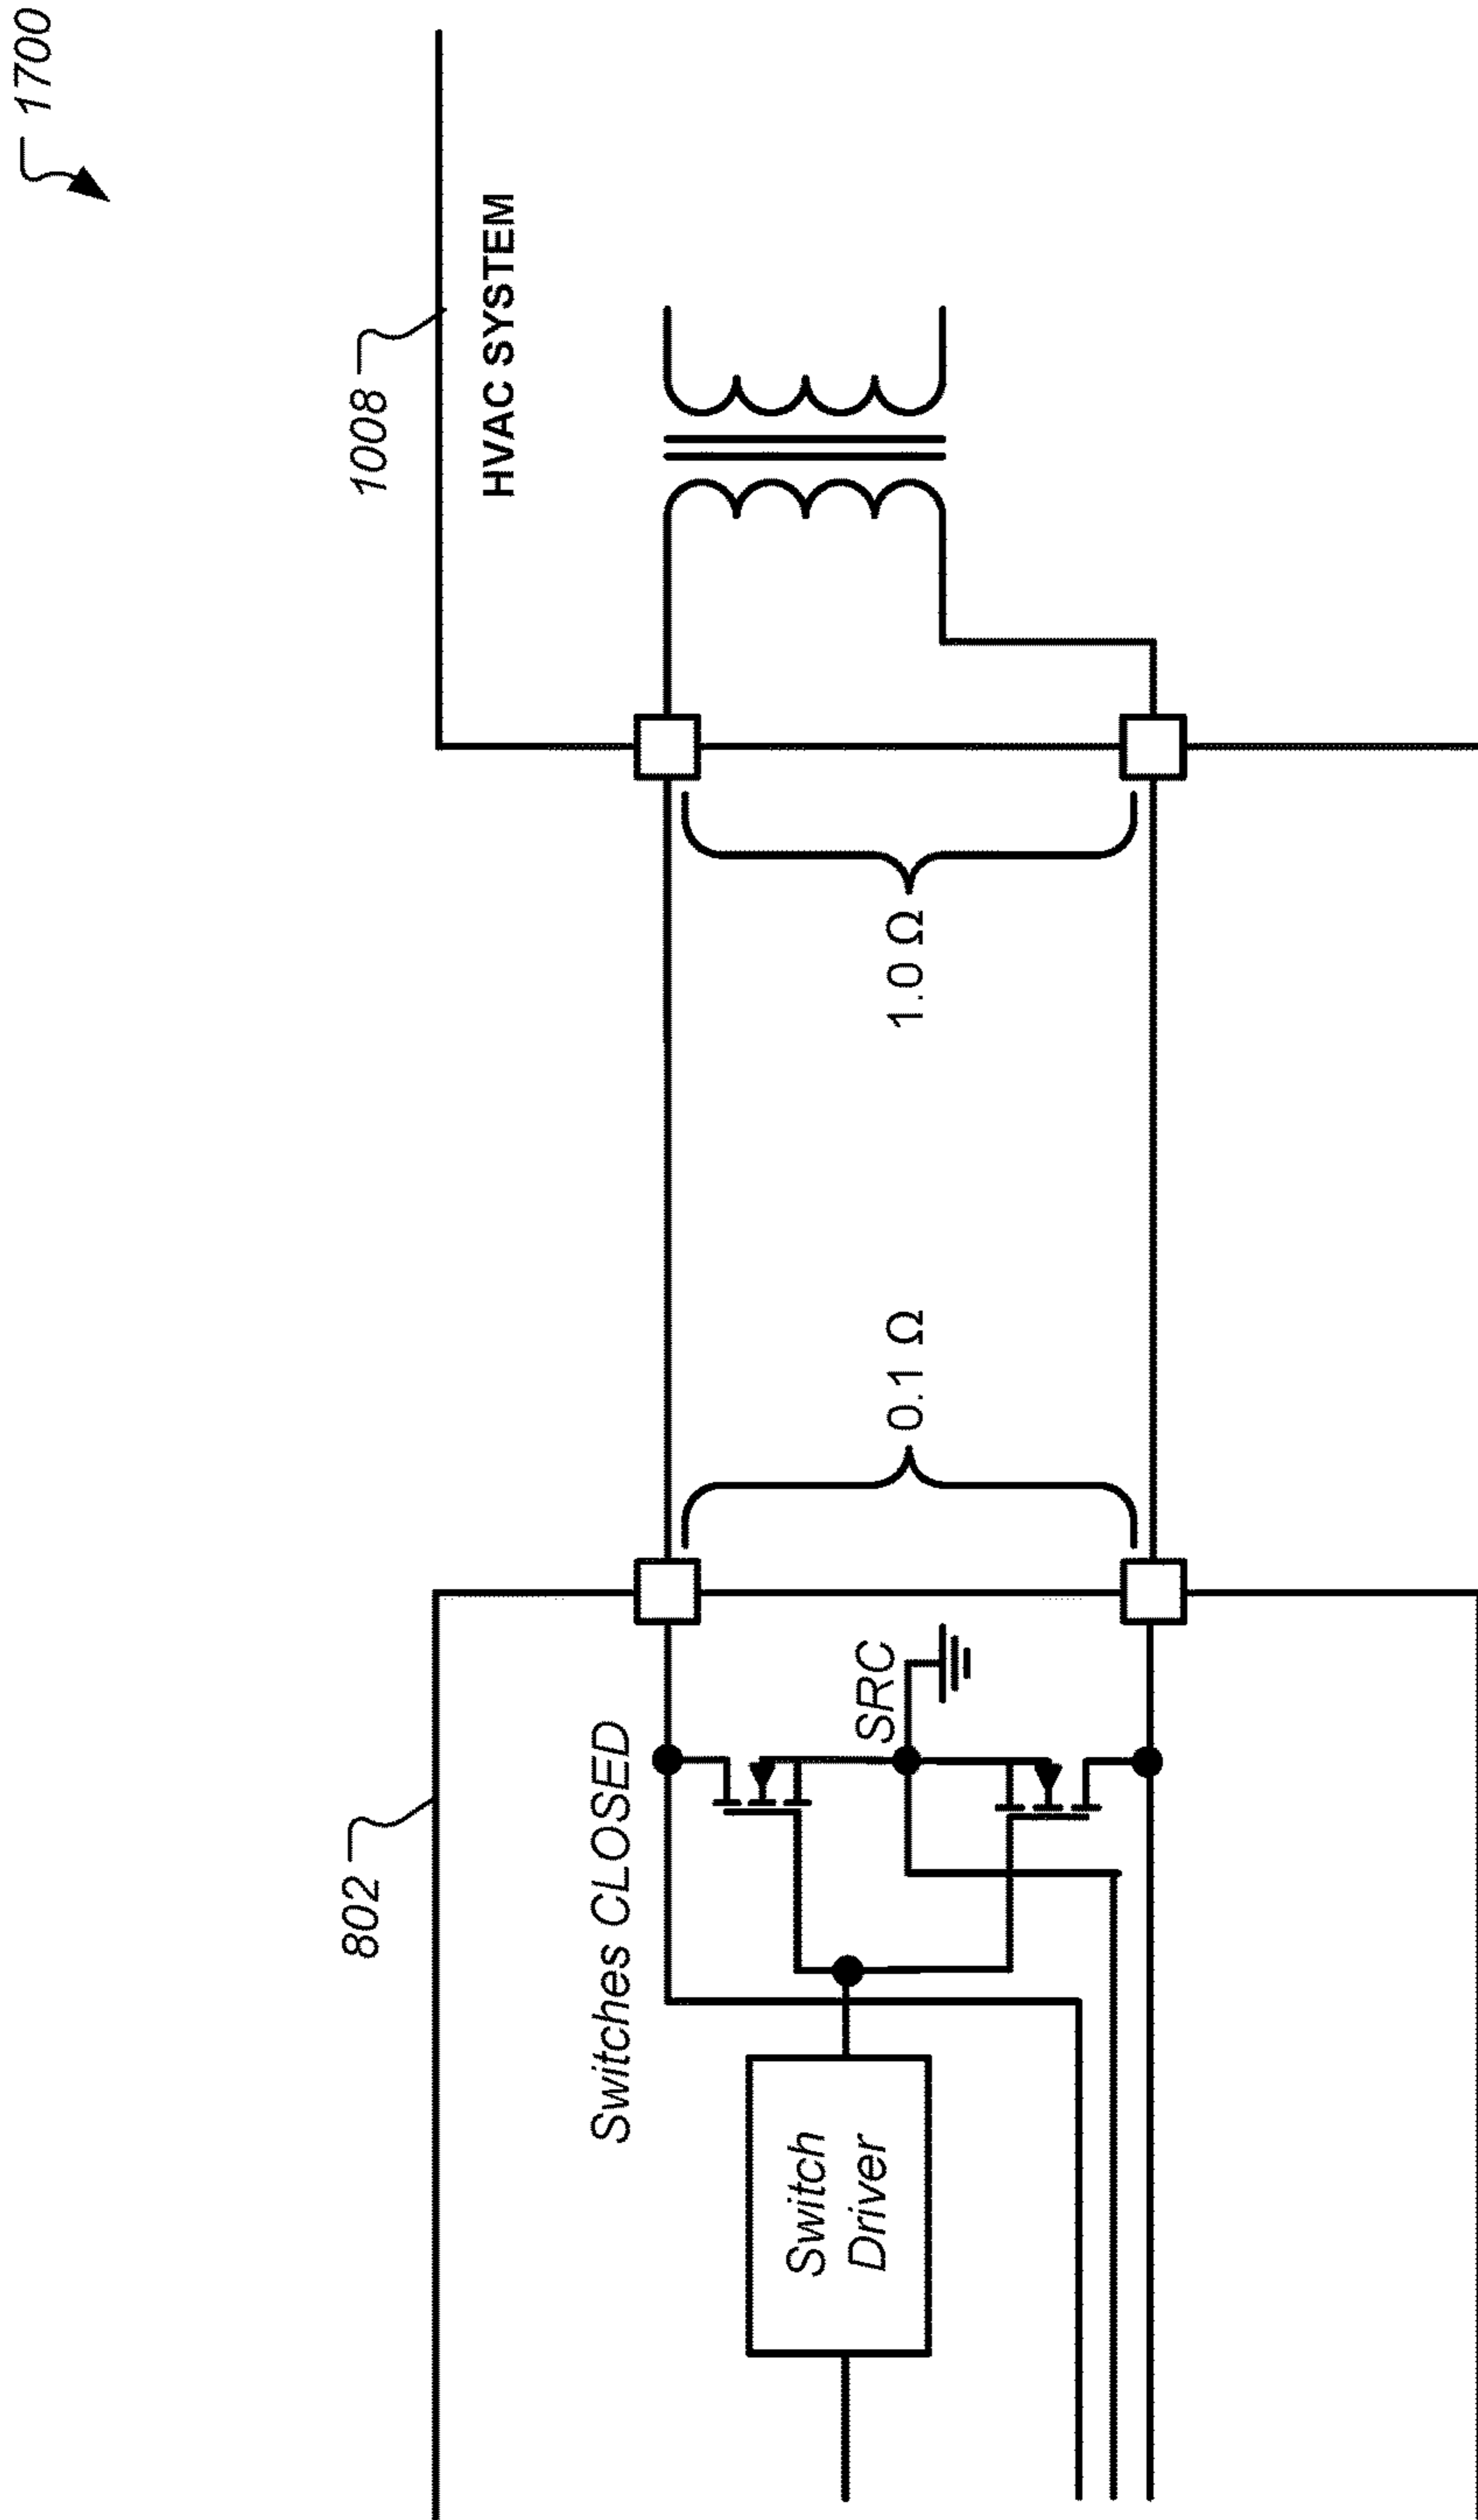 1700
1008
HVAC SYSTEM
1.0 Ω
0.1 Ω
802
Switches CLOSED
SRC
Switch
Driver